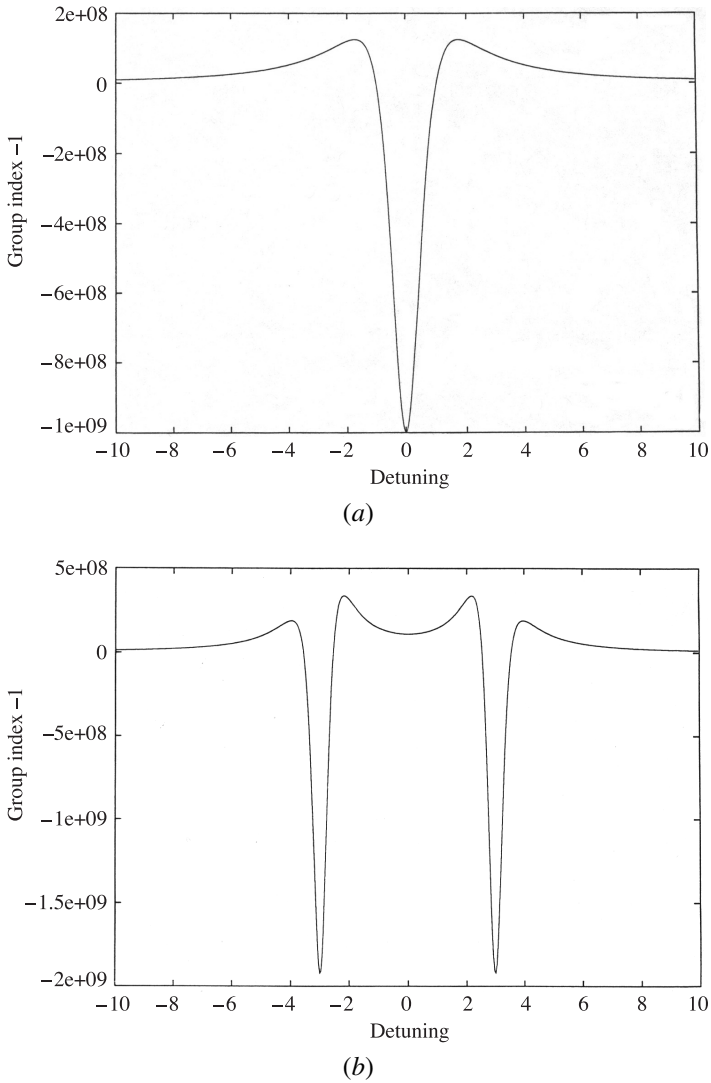 2e+08
0
−2e+08
−4e+08
−6e+08
−8e+08
−1e+09
Group index −1
−10 −8 −6 −4 −2 0 2 4 6 8 10
Detuning
(a)
5e+08
0
−5e+08
−1e+09
−1.5e+09
−2e+09
Group index −1
−10 −8 −6 −4 −2 0 2 4 6 8 10
Detuning
(b)